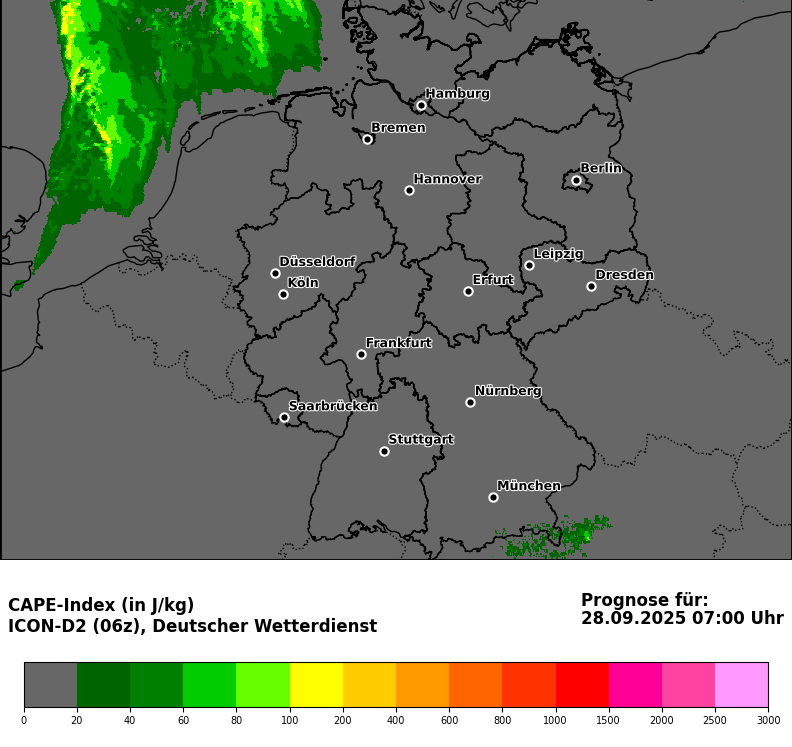 Hamburg
Bremen
Hannover
Berlin
Düsseldorf
Köln
Leipzig
Erfurt
Dresden
Frankfurt
Nürnberg
Saarbrücken
Stuttgart
München
CAPE-Index (in J/kg)
ICON-D2 (06z), Deutscher Wetterdienst
Prognose für:
28.09.2025 07:00 Uhr
0 20 40 60 80 100 200 400 600 800 1000 1500 2000 2500 3000